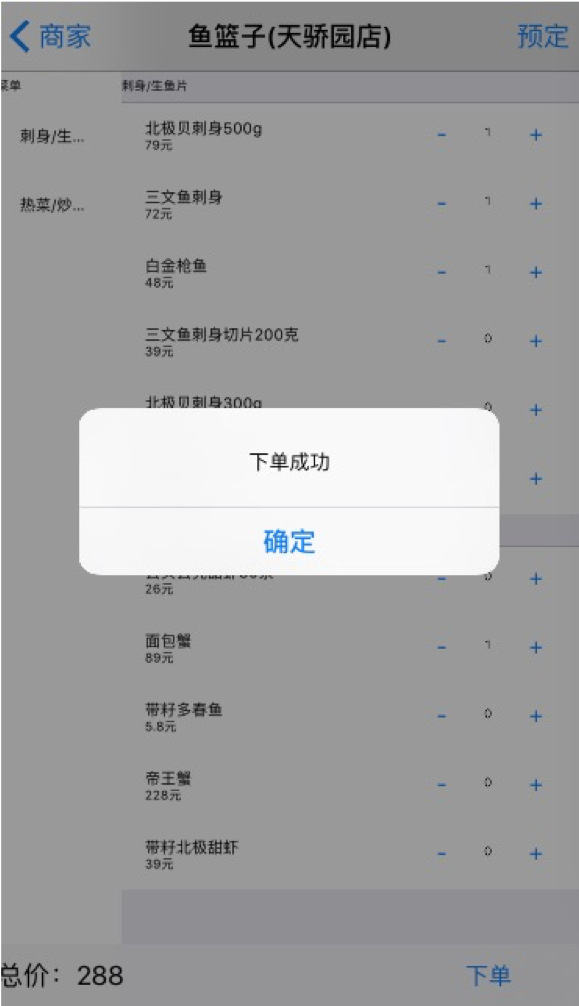 商家
鱼篮子(天骄园店)
预定
菜单
刺身/生鱼片
刺身/生...
热菜/炒...
北极贝刺身500g
79元
- 1 +
三文鱼刺身
72元
- 1 +
白金枪鱼
48元
- 1 +
三文鱼刺身切片200克
39元
- 0 +
北极贝刺身300g
0 +
+
下单成功
确定
26元
- 0 +
面包蟹
89元
- 1 +
带籽多春鱼
5.8元
- 0 +
帝王蟹
228元
- 0 +
带籽北极甜虾
39元
- 0 +
总价：288
下单